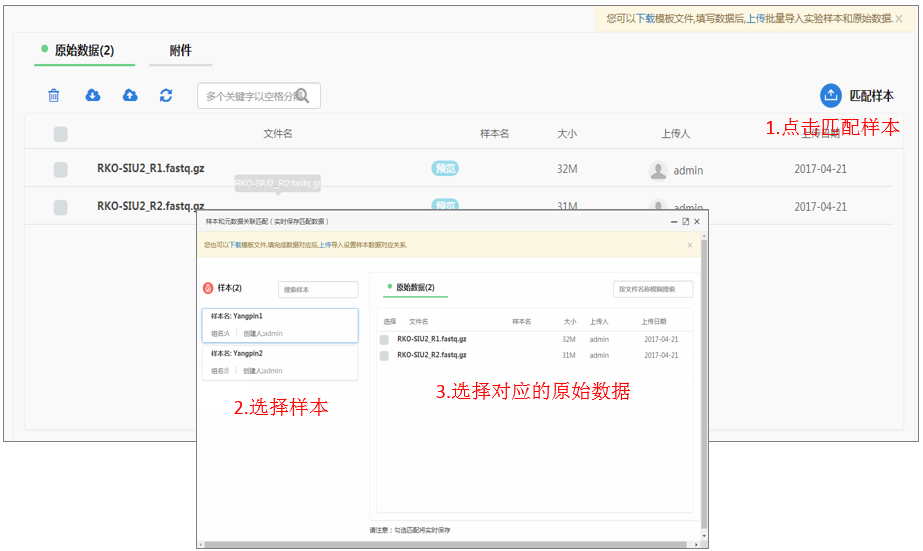 您可以下载模板文件,填写数据后,上传批量导入实验样本和原始数据.
原始数据(2) 附件
多个关键字以空格分隔
匹配样本
1.点击匹配样本
文件名 样本名 大小 上传人 上传日期
RKO-SIU2_R1.fastq.gz 预览 32M admin 2017-04-21
RKO-SIU2_R2.fastq.gz
RKO-SIU2_R2.fastq.gz 预览 31M admin 2017-04-21
样本和元数据关联匹配（实时保存匹配数据）
您也可以下载模板文件,填完成数据对应后,上传导入设置样本数据对应关系.
样本(2) 搜索样本
样本名: Yangpin1
组名:A 创建人:admin
样本名: Yangpin2
组名:B 创建人:admin
2.选择样本
原始数据(2) 按文件名称模糊搜索
选择 文件名 样本名 大小 上传人 上传日期
RKO-SIU2_R1.fastq.gz 32M admin 2017-04-21
RKO-SIU2_R2.fastq.gz 31M admin 2017-04-21
3.选择对应的原始数据
请注意：勾选匹配将实时保存